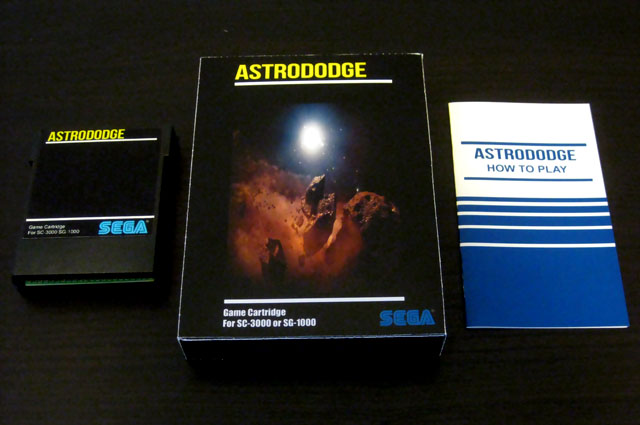 ASTRODODGE
Game Cartridge
For SC-3000 SG-1000
SEGA
ASTRODODGE
Game Cartridge
For SC-3000 or SG-1000
SEGA
ASTRODODGE
HOW TO PLAY